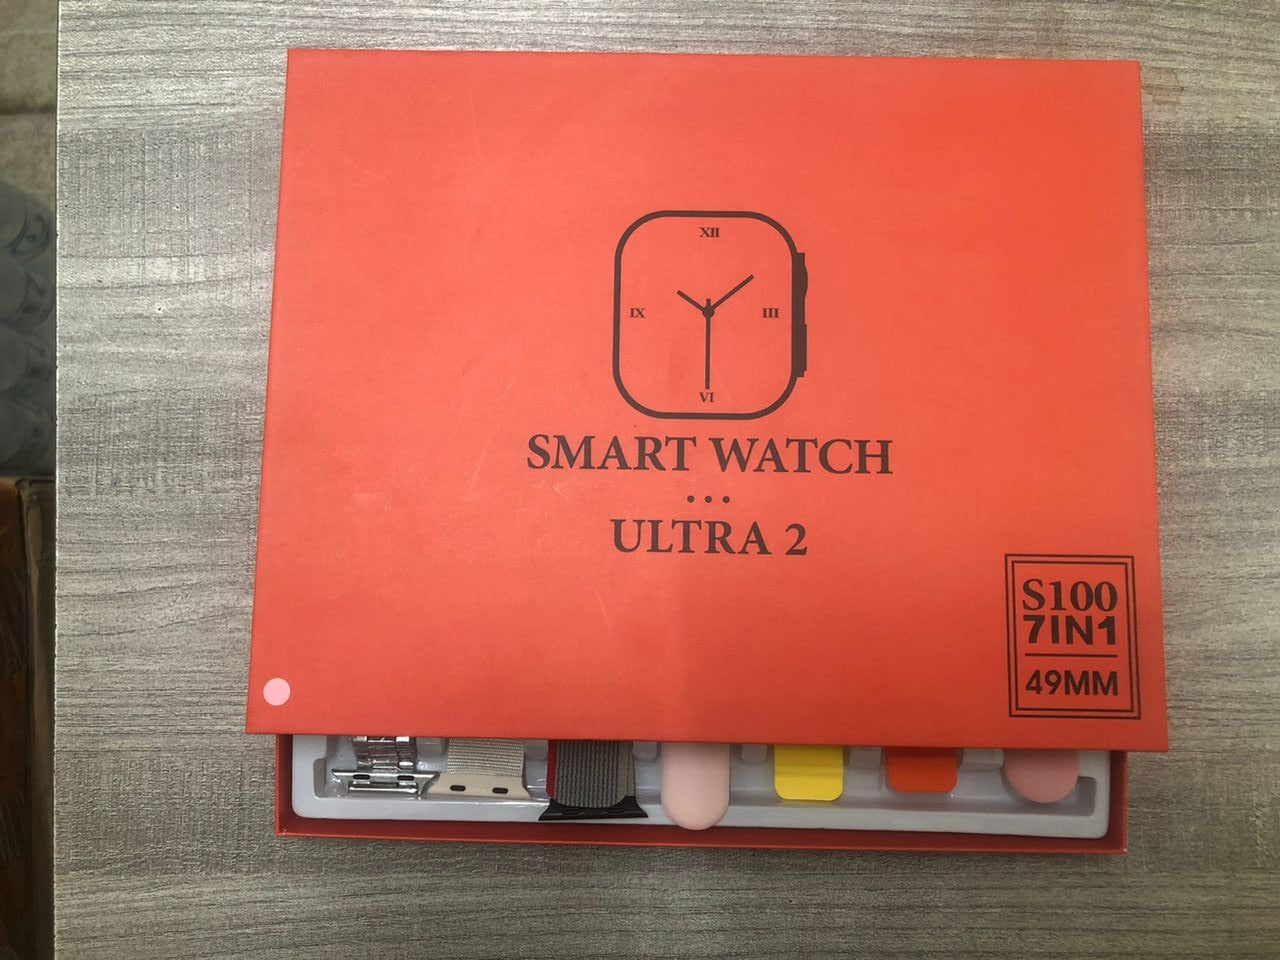 XII
IX III
VI
SMART WATCH
...
ULTRA 2
S100
7IN1
49MM